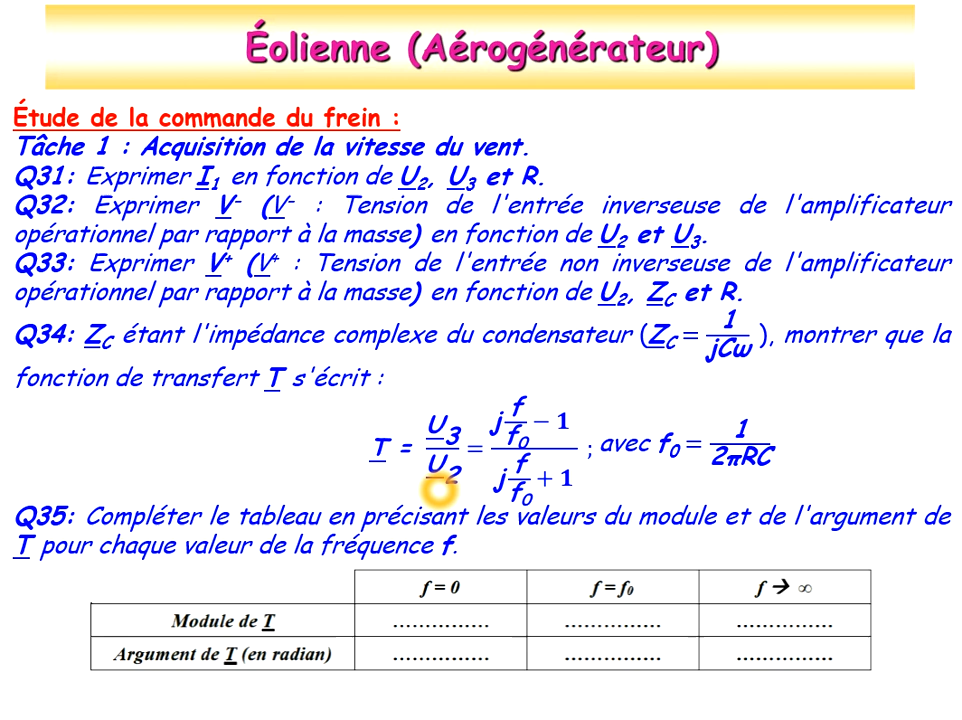 Éolienne (Aérogénérateur)
Étude de la commande du frein :
Tâche 1 : Acquisition de la vitesse du vent.
Q31: Exprimer I1 en fonction de U2, U3 et R.
Q32: Exprimer V- (V- : Tension de l'entrée inverseuse de l'amplificateur
opérationnel par rapport à la masse) en fonction de U2 et U3.
Q33: Exprimer V+ (V+ : Tension de l'entrée non inverseuse de l'amplificateur
opérationnel par rapport à la masse) en fonction de U2, ZC et R.
Q34: ZC étant l'impédance complexe du condensateur (ZC = 1/jCω), montrer que la
fonction de transfert T s'écrit :
T = U3/U2 = (j f/f0 − 1)/(j f/f0 + 1) ; avec f0 = 1/2πRC
Q35: Compléter le tableau en précisant les valeurs du module et de l'argument de
T pour chaque valeur de la fréquence f.
f = 0 f = f0 f → ∞
Module de T ............... ............... ...............
Argument de T (en radian) ............... ............... ...............